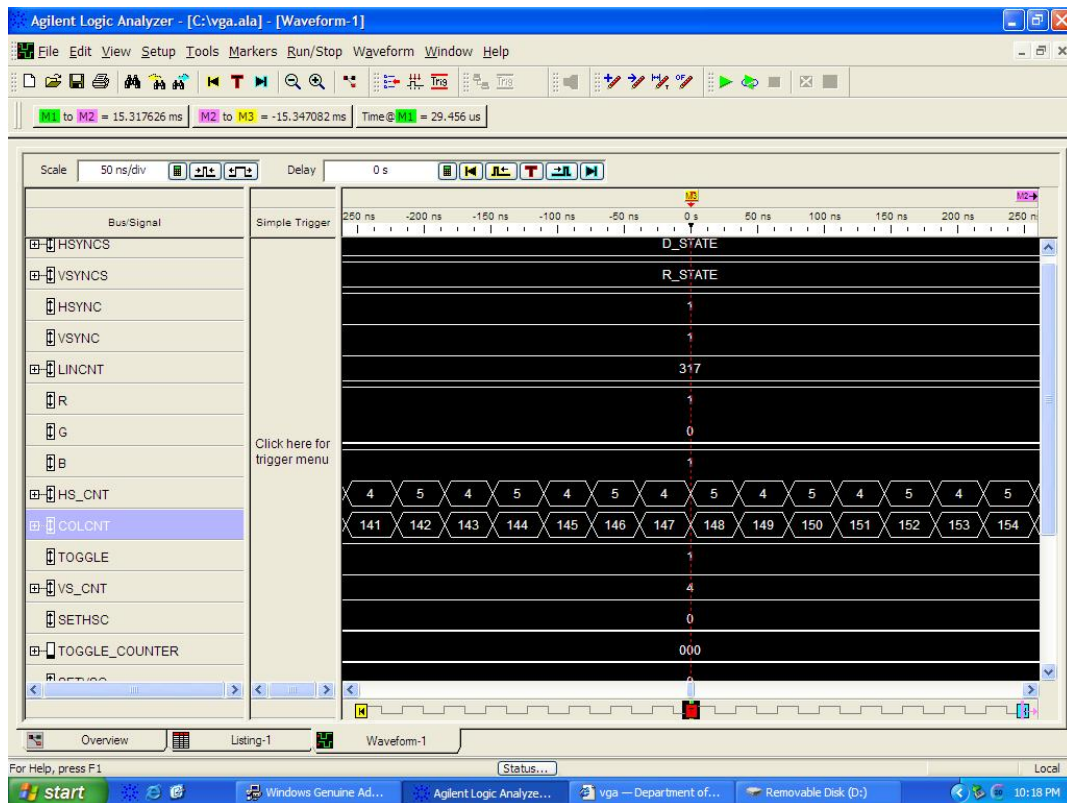 Agilent Logic Analyzer - [C:\vga.ala] - [Waveform-1]
File Edit View Setup Tools Markers Run/Stop Waveform Window Help
T Trig Trig
M1 to M2 = 15.317626 ms M2 to M3 = -15.347082 ms Time@M1 = 29.456 us
Scale 50 ns/div Delay 0 s T
M3 M2
Bus/Signal Simple Trigger 250 ns -200 ns -150 ns -100 ns -50 ns 0 s 50 ns 100 ns 150 ns 200 ns 250 n
HSYNCS D_STATE
VSYNCS R_STATE
HSYNC 1
VSYNC 1
LINCNT 317
R 1
G 0
Click here for trigger menu
B 1
HS_CNT 4 5 4 5 4 5 4 5 4 5 4 5 4 5
COLCNT 141 142 143 144 145 146 147 148 149 150 151 152 153 154
TOGGLE 1
VS_CNT 4
SETHSC 0
TOGGLE_COUNTER 000
Overview Listing-1 Waveform-1
For Help, press F1 Status... Local
start Windows Genuine Ad... Agilent Logic Analyze... vga — Department of... Removable Disk (D:) 10:18 PM